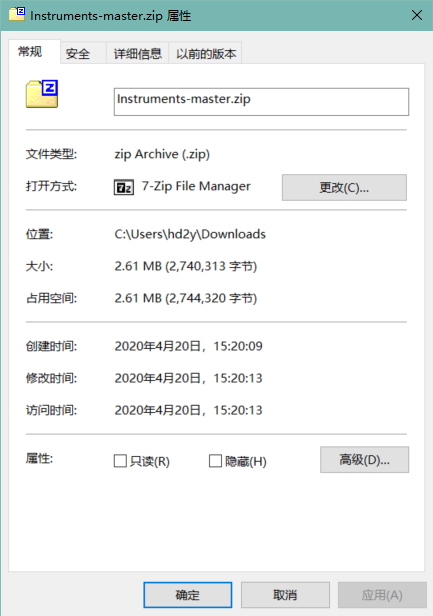 Instruments-master.zip 属性
常规 安全 详细信息 以前的版本
Instruments-master.zip
文件类型: zip Archive (.zip)
打开方式: 7-Zip File Manager 更改(C)...
位置: C:\Users\hd2y\Downloads
大小: 2.61 MB (2,740,313 字节)
占用空间: 2.61 MB (2,744,320 字节)
创建时间: 2020年4月20日，15:20:09
修改时间: 2020年4月20日，15:20:13
访问时间: 2020年4月20日，15:20:13
属性: 只读(R) 隐藏(H) 高级(D)...
确定 取消 应用(A)